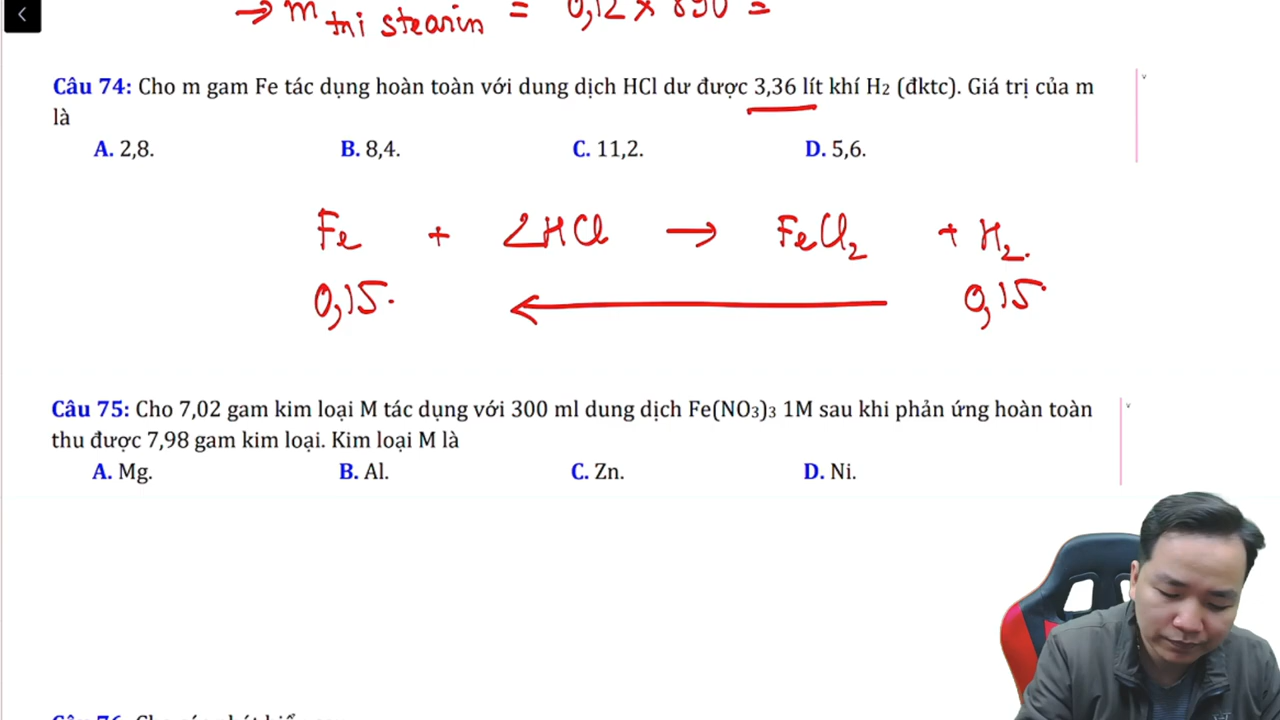 → m tri stearin = 0,12 × 890 =
Câu 74: Cho m gam Fe tác dụng hoàn toàn với dung dịch HCl dư được 3,36 lít khí H₂ (đktc). Giá trị của m
là
A. 2,8. B. 8,4. C. 11,2. D. 5,6.
Fe + 2HCl → FeCl₂ + H₂.
0,15. ← 0,15.
Câu 75: Cho 7,02 gam kim loại M tác dụng với 300 ml dung dịch Fe(NO₃)₃ 1M sau khi phản ứng hoàn toàn
thu được 7,98 gam kim loại. Kim loại M là
A. Mg. B. Al. C. Zn. D. Ni.